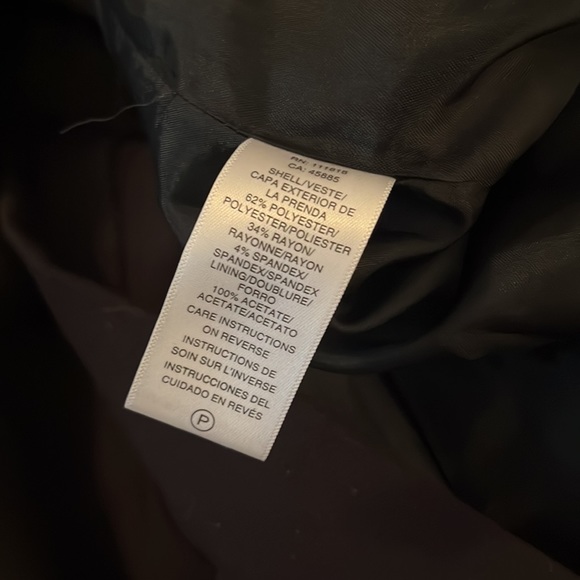 RN: 111818
CA: 45885
SHELL/VESTE/
CAPA EXTERIOR DE
LA PRENDA
62% POLYESTER/
POLYESTER/POLIESTER
34% RAYON/
RAYONNE/RAYON
4% SPANDEX/
SPANDEX/SPANDEX
LINING/DOUBLURE/
FORRO
100% ACETATE/
ACETATE/ACETATO
CARE INSTRUCTIONS
ON REVERSE
INSTRUCTIONS DE
SOIN SUR L'INVERSE
INSTRUCCIONES DEL
CUIDADO EN REVÉS
P